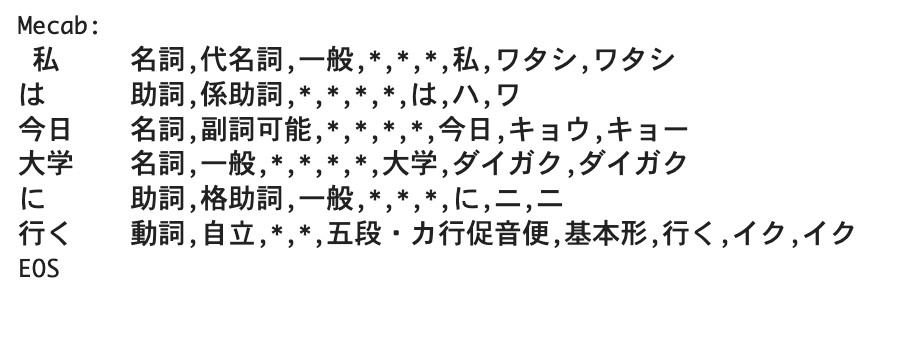 Mecab:
私 名詞,代名詞,一般,*,*,*,私,ワタシ,ワタシ
は 助詞,係助詞,*,*,*,*,は,ハ,ワ
今日 名詞,副詞可能,*,*,*,*,今日,キョウ,キョー
大学 名詞,一般,*,*,*,*,大学,ダイガク,ダイガク
に 助詞,格助詞,一般,*,*,*,に,ニ,ニ
行く 動詞,自立,*,*,五段・カ行促音便,基本形,行く,イク,イク
EOS